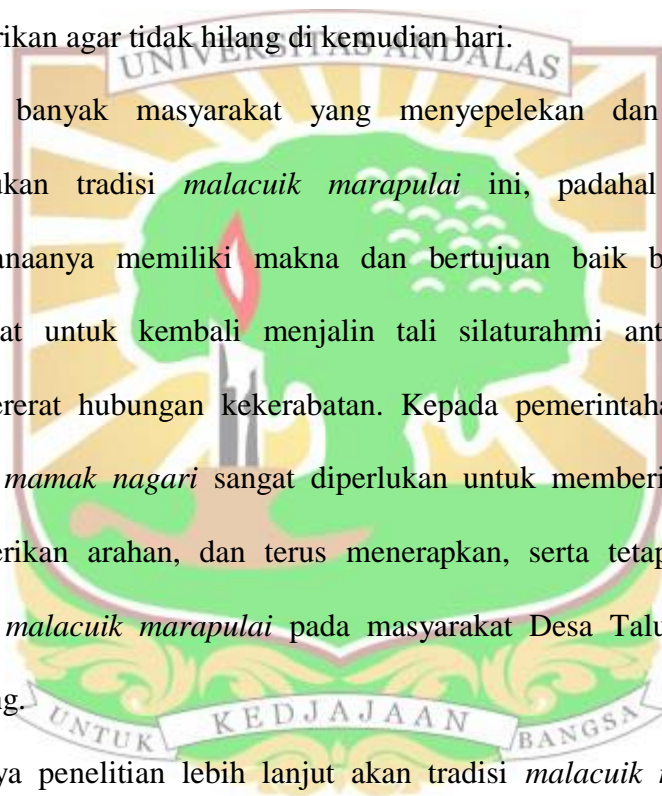 rikan agar tidak hilang di kemudian hari.
UNIVERSITAS ANDALAS
banyak masyarakat yang menyepelekan dan
ukan tradisi malacuik marapulai ini, padahal
anaanya memiliki makna dan bertujuan baik b
at untuk kembali menjalin tali silaturahmi ant
ererat hubungan kekerabatan. Kepada pemerintaha
mamak nagari sangat diperlukan untuk memberi
erikan arahan, dan terus menerapkan, serta tetap
malacuik marapulai pada masyarakat Desa Talu
ng.
UNTUK KEDJAJAAN BANGSA
ya penelitian lebih lanjut akan tradisi malacuik